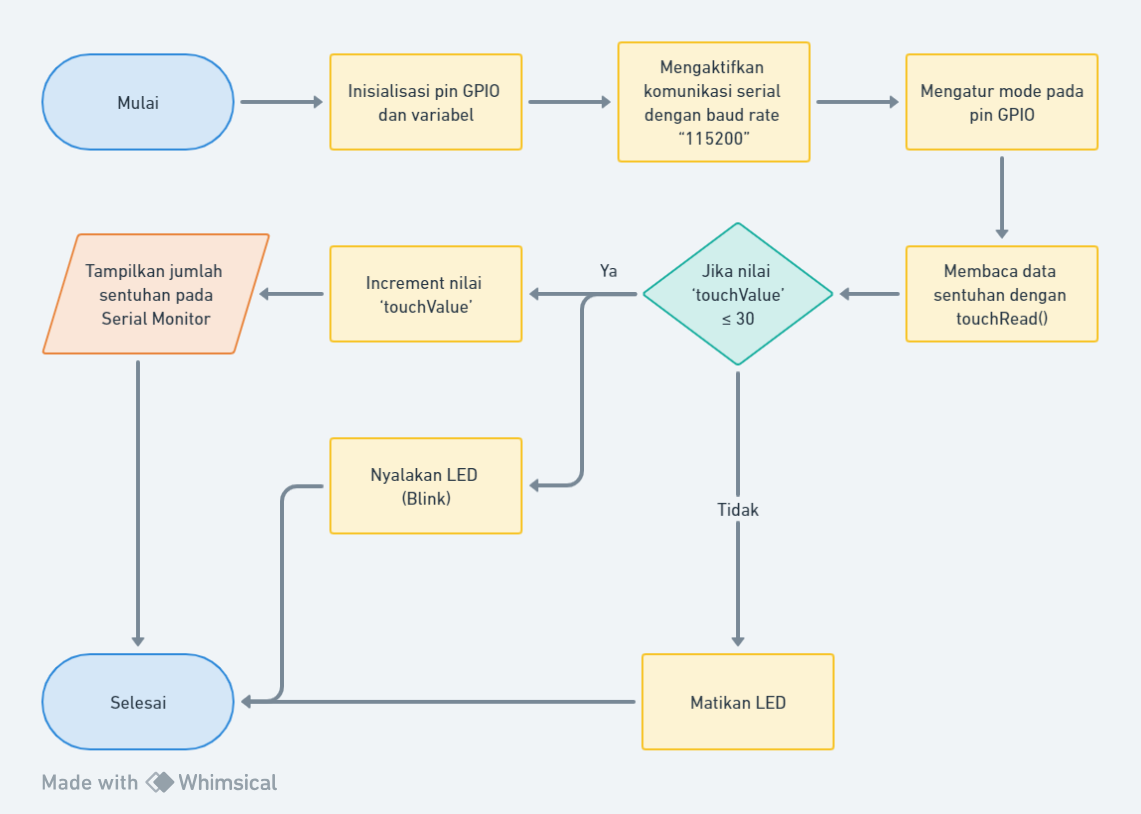 Mulai
Inisialisasi pin GPIO
dan variabel
Mengaktifkan
komunikasi serial
dengan baud rate
“115200”
Mengatur mode pada
pin GPIO
Membaca data
sentuhan dengan
touchRead()
Jika nilai
‘touchValue’
≤ 30
Ya
Increment nilai
‘touchValue’
Tampilkan jumlah
sentuhan pada
Serial Monitor
Nyalakan LED
(Blink)
Tidak
Matikan LED
Selesai
Made with Whimsical